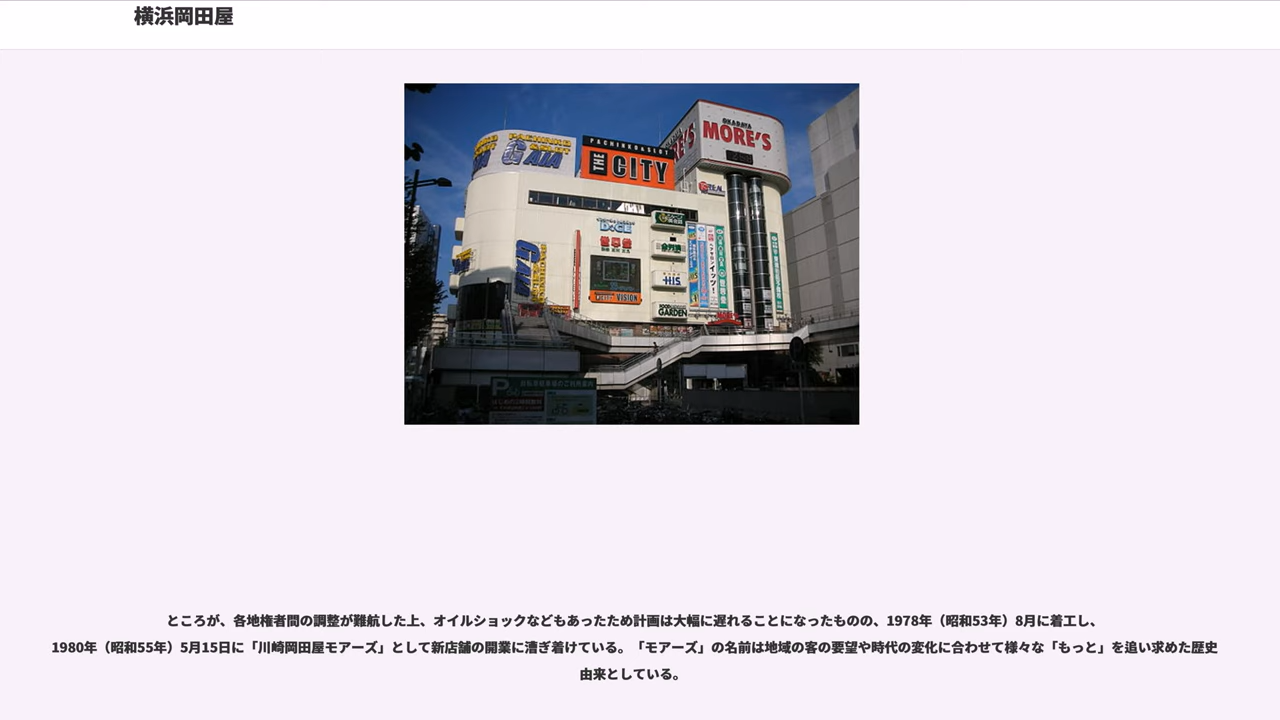 横浜岡田屋
PACHINKO & SLOT
GAIA
PACHINKO & SLOT
THE CITY
OKADAYA
MORE'S
D:CE
H.I.S.
VISION
GARDEN
P
ところが、各地権者間の調整が難航した上、オイルショックなどもあったため計画は大幅に遅れることになったものの、1978年（昭和53年）8月に着工し、
1980年（昭和55年）5月15日に「川崎岡田屋モアーズ」として新店舗の開業に漕ぎ着けている。「モアーズ」の名前は地域の客の要望や時代の変化に合わせて様々な「もっと」を追い求めた歴史
由来としている。